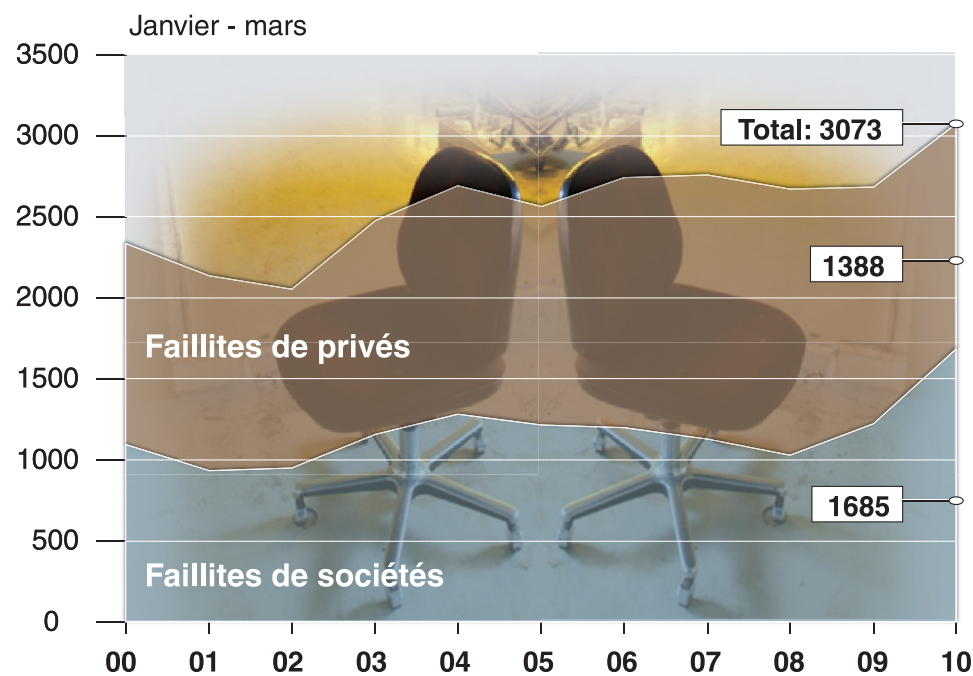 Janvier - mars
3500
3000
Total: 3073
2500
1388
2000
Faillites de privés
1500
1000
1685
500
Faillites de sociétés
0
00 01 02 03 04 05 06 07 08 09 10